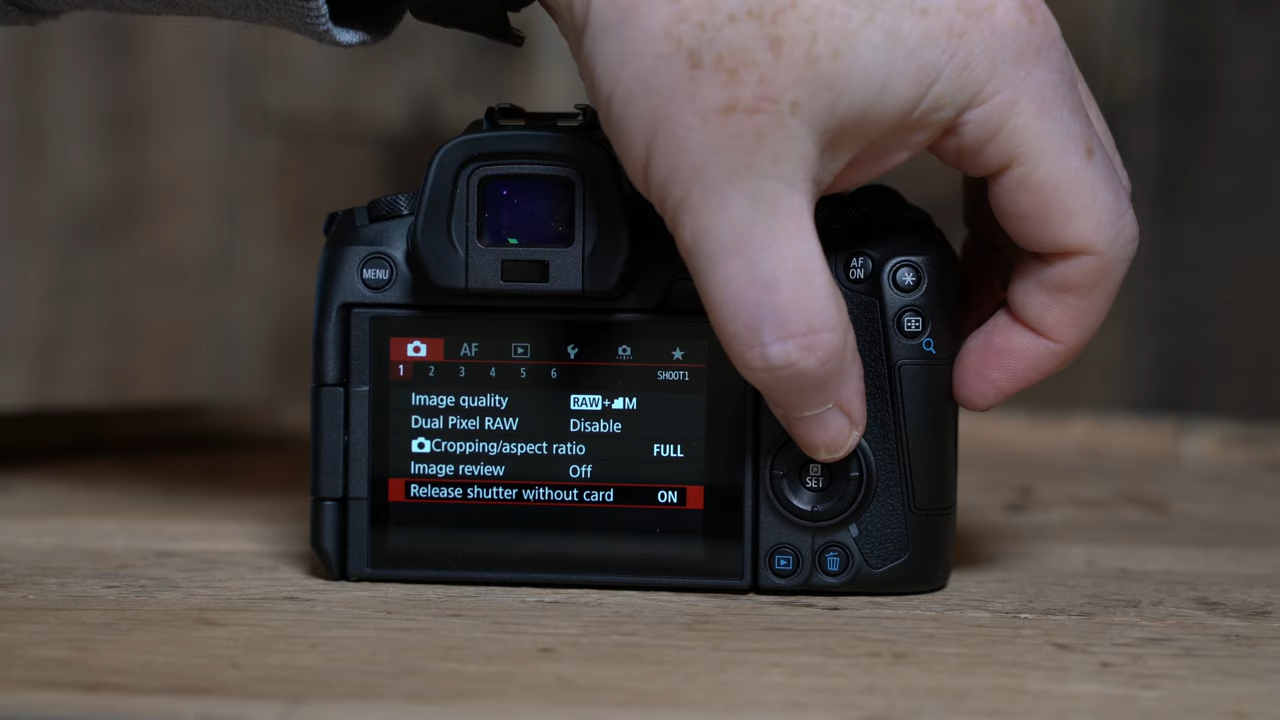 MENU
AF
ON
AF
1 2 3 4 5 6
SHOOT1
Image quality RAW+M
Dual Pixel RAW Disable
Cropping/aspect ratio FULL
Image review Off
Release shutter without card ON
Q
SET